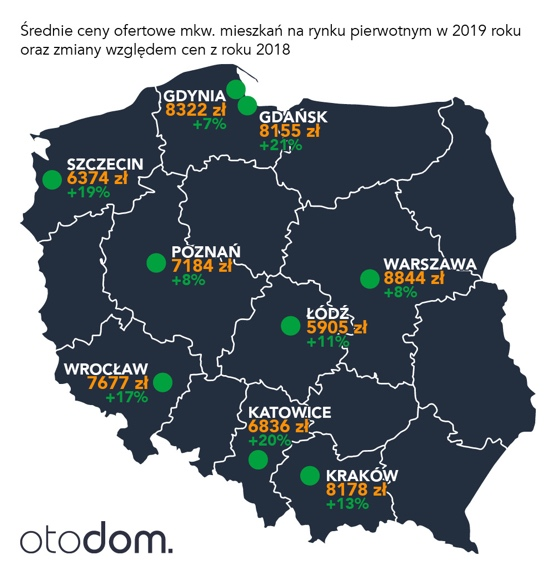 Średnie ceny ofertowe mkw. mieszkań na rynku pierwotnym w 2019 roku
oraz zmiany względem cen z roku 2018
GDYNIA
8322 zł
+7%
GDAŃSK
8155 zł
+21%
SZCZECIN
6374 zł
+19%
POZNAŃ
7184 zł
+8%
WARSZAWA
8844 zł
+8%
ŁÓDŹ
5905 zł
+11%
WROCŁAW
7677 zł
+17%
KATOWICE
6836 zł
+20%
KRAKÓW
8178 zł
+13%
otodom.